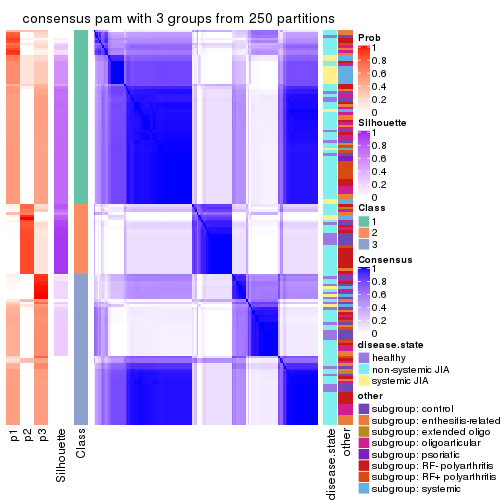 consensus pam with 3 groups from 250 partitions
Prob
1
0.8
0.6
0.4
0.2
0
Silhouette
1
0.8
0.6
0.4
0.2
0
Class
1
2
3
Consensus
1
0.8
0.6
0.4
0.2
0
disease.state
healthy
non-systemic JIA
systemic JIA
other
subgroup: control
subgroup: enthesitis-related
subgroup: extended oligo
subgroup: oligoarticular
subgroup: psoriatic
subgroup: RF- polyarthritis
subgroup: RF+ polyarthritis
subgroup: systemic
p1
p2
p3
Silhouette
Class
disease.state
other